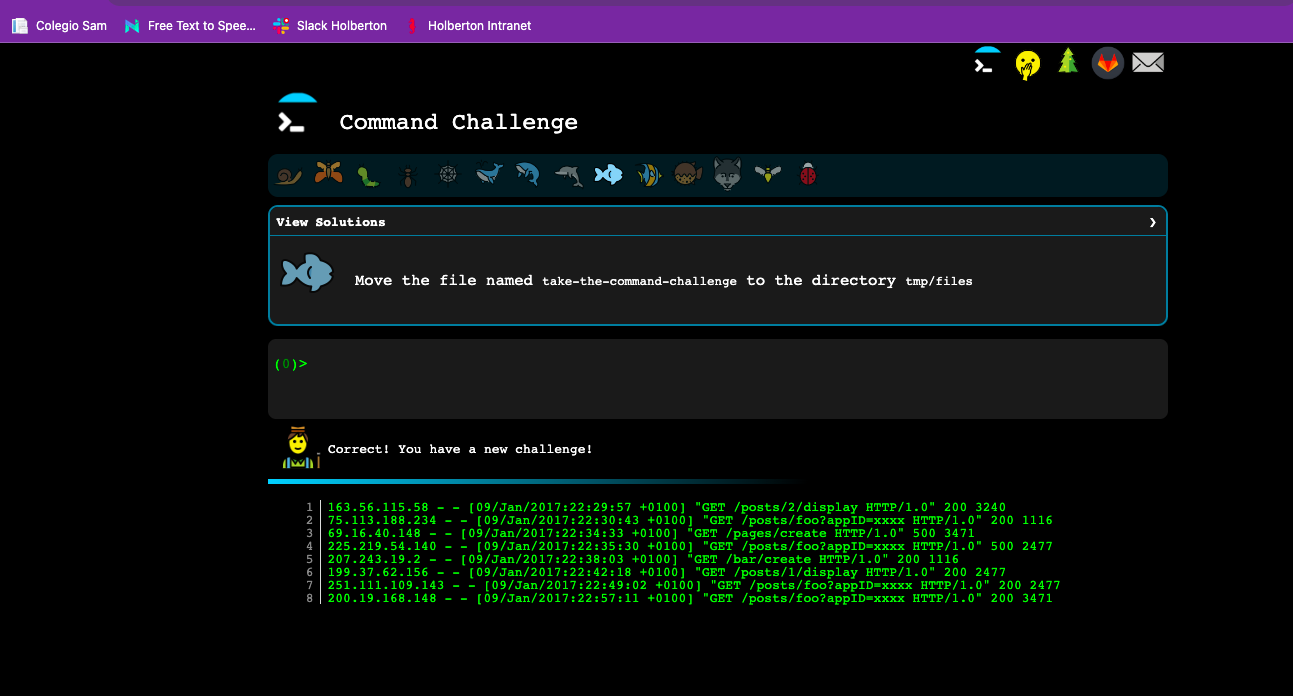 Colegio Sam
Free Text to Spee...
Slack Holberton
Holberton Intranet
Command Challenge
View Solutions
Move the file named take-the-command-challenge to the directory tmp/files
(0)>
Correct! You have a new challenge!
1 163.56.115.58 - - [09/Jan/2017:22:29:57 +0100] "GET /posts/2/display HTTP/1.0" 200 3240
2 75.113.188.234 - - [09/Jan/2017:22:30:43 +0100] "GET /posts/foo?appID=xxxx HTTP/1.0" 200 1116
3 69.16.40.148 - - [09/Jan/2017:22:34:33 +0100] "GET /pages/create HTTP/1.0" 500 3471
4 225.219.54.140 - - [09/Jan/2017:22:35:30 +0100] "GET /posts/foo?appID=xxxx HTTP/1.0" 500 2477
5 207.243.19.2 - - [09/Jan/2017:22:38:03 +0100] "GET /bar/create HTTP/1.0" 200 1116
6 199.37.62.156 - - [09/Jan/2017:22:42:18 +0100] "GET /posts/1/display HTTP/1.0" 200 2477
7 251.111.109.143 - - [09/Jan/2017:22:49:02 +0100] "GET /posts/foo?appID=xxxx HTTP/1.0" 200 2477
8 200.19.168.148 - - [09/Jan/2017:22:57:11 +0100] "GET /posts/foo?appID=xxxx HTTP/1.0" 200 3471